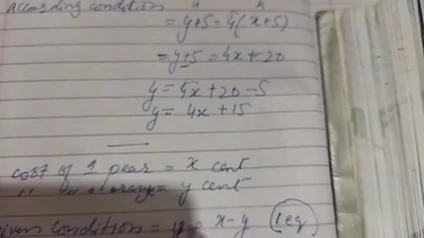 According condition
= y+5 = 4(x+5)
= y+5 = 4x+20
y = 4x+20-5
y = 4x+15
cost of 1 pear = x cent
" " orange = y cent
given condition = y = x-y (1eq)